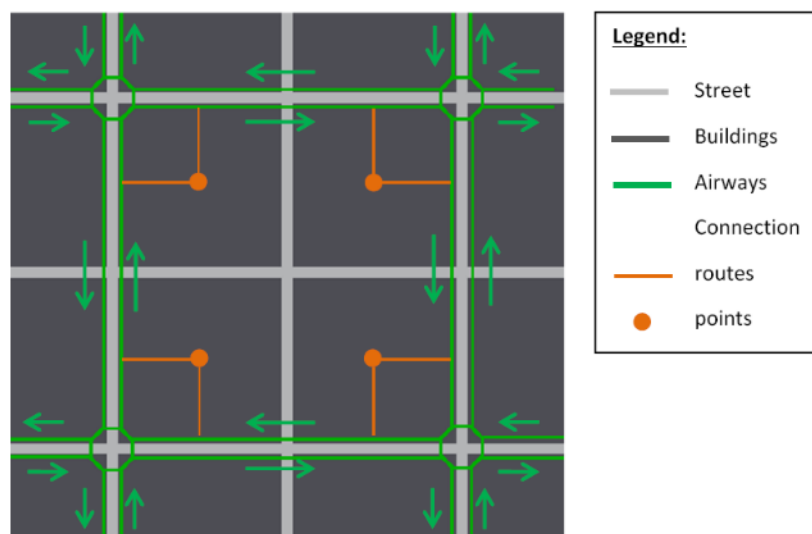 Legend:
Street
Buildings
Airways
Connection
routes
points